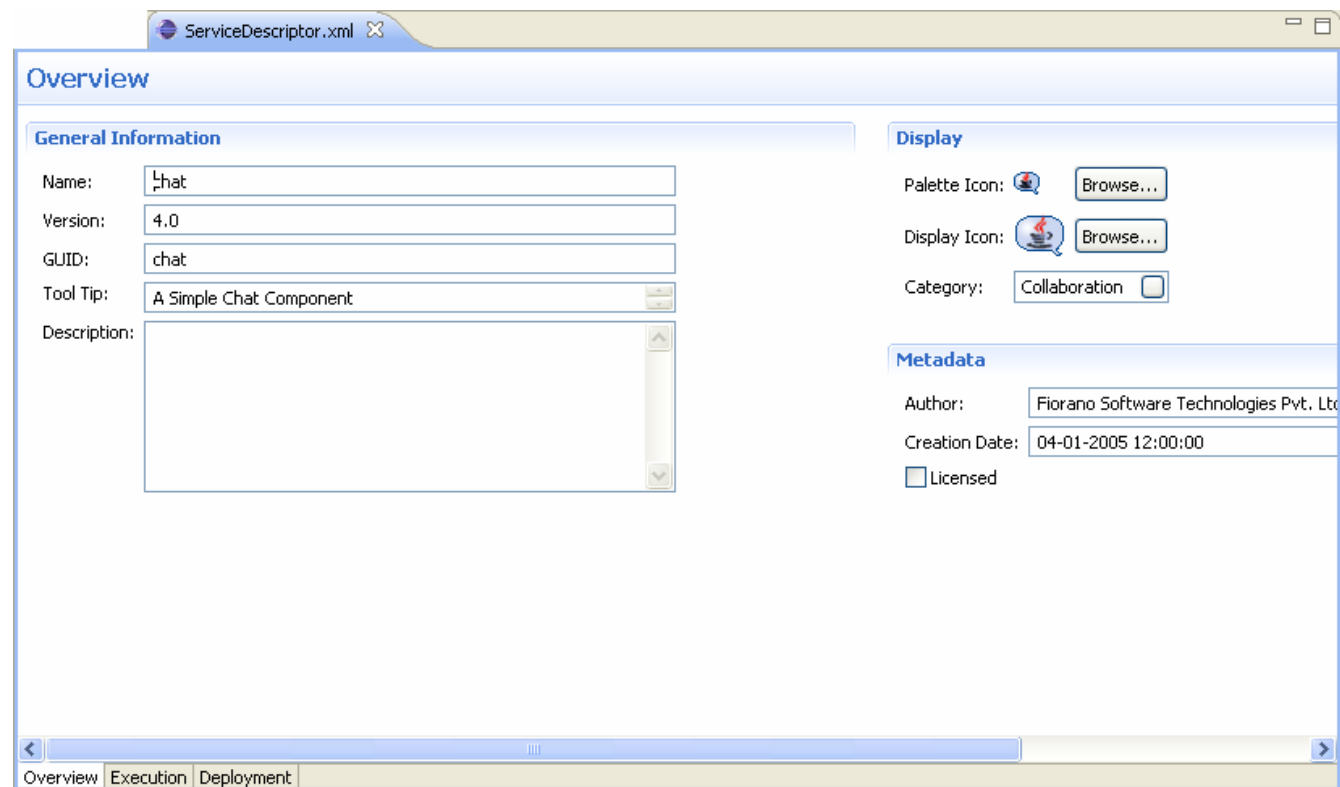 ServiceDescriptor.xml
Overview
General Information
Name: chat
Version: 4.0
GUID: chat
Tool Tip: A Simple Chat Component
Description:
Display
Palette Icon: Browse...
Display Icon: Browse...
Category: Collaboration
Metadata
Author: Fiorano Software Technologies Pvt. Ltd
Creation Date: 04-01-2005 12:00:00
Licensed
Overview Execution Deployment